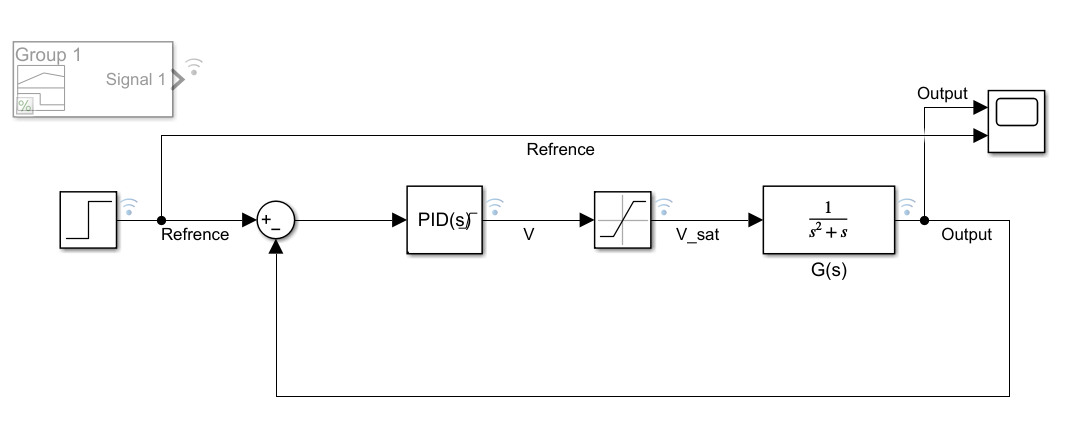 Group 1
Signal 1
%
Output
Refrence
+
−
PID(s)
1
s² + s
Refrence
V
V_sat
Output
G(s)